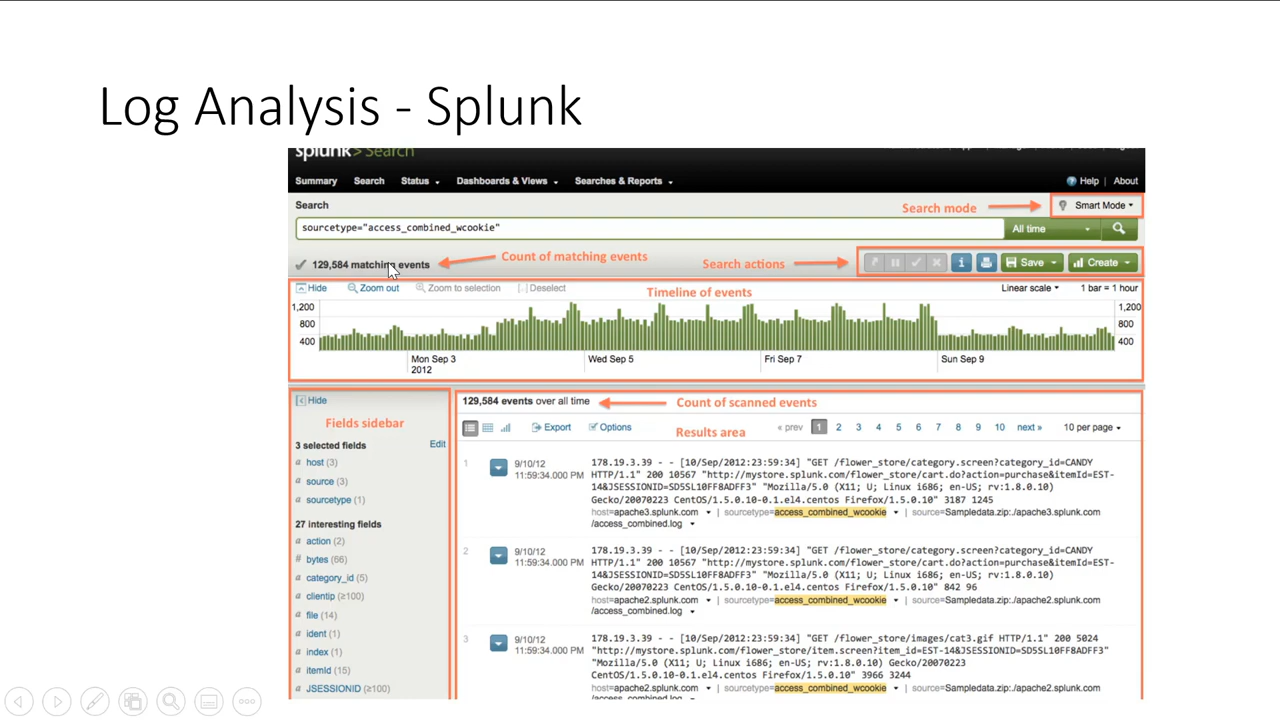 Log Analysis - Splunk
splunk> Search
Summary Search Status Dashboards & Views Searches & Reports Help | About
Search Search mode Smart Mode
sourcetype="access_combined_wcookie" All time
129,584 matching events Count of matching events Search actions Save Create
Hide Zoom out Zoom to selection Deselect Timeline of events Linear scale 1 bar = 1 hour
1,200 1,200
800 800
400 400
Mon Sep 3 Wed Sep 5 Fri Sep 7 Sun Sep 9
2012
Hide
Fields sidebar
3 selected fields Edit
a host (3)
a source (3)
a sourcetype (1)
27 interesting fields
a action (2)
# bytes (66)
a category_id (5)
a clientip (≥100)
a file (14)
a ident (1)
a index (1)
a itemId (15)
a JSESSIONID (≥100)
129,584 events over all time Count of scanned events
Export Options Results area « prev 1 2 3 4 5 6 7 8 9 10 next » 10 per page
1 9/10/12 178.19.3.39 - - [10/Sep/2012:23:59:34] "GET /flower_store/category.screen?category_id=CANDY
11:59:34.000 PM HTTP/1.1" 200 10567 "http://mystore.splunk.com/flower_store/cart.do?action=purchase&itemId=EST-
14&JSESSIONID=SD5SL10FF8ADFF3" "Mozilla/5.0 (X11; U; Linux i686; en-US; rv:1.8.0.10)
Gecko/20070223 CentOS/1.5.0.10-0.1.el4.centos Firefox/1.5.0.10" 3187 1245
host=apache3.splunk.com | sourcetype=access_combined_wcookie | source=Sampledata.zip:./apache3.splunk.com
/access_combined.log
2 9/10/12 178.19.3.39 - - [10/Sep/2012:23:59:34] "GET /flower_store/category.screen?category_id=CANDY
11:59:34.000 PM HTTP/1.1" 200 10567 "http://mystore.splunk.com/flower_store/cart.do?action=purchase&itemId=EST-
14&JSESSIONID=SD5SL10FF8ADFF3" "Mozilla/5.0 (X11; U; Linux i686; en-US; rv:1.8.0.10)
Gecko/20070223 CentOS/1.5.0.10-0.1.el4.centos Firefox/1.5.0.10" 842 96
host=apache2.splunk.com | sourcetype=access_combined_wcookie | source=Sampledata.zip:./apache2.splunk.com
/access_combined.log
3 9/10/12 178.19.3.39 - - [10/Sep/2012:23:59:34] "GET /flower_store/images/cat3.gif HTTP/1.1" 200 5024
11:59:34.000 PM "http://mystore.splunk.com/flower_store/item.screen?item_id=EST-14&JSESSIONID=SD5SL10FF8ADFF3"
"Mozilla/5.0 (X11; U; Linux i686; en-US; rv:1.8.0.10) Gecko/20070223
CentOS/1.5.0.10-0.1.el4.centos Firefox/1.5.0.10" 3966 3244
host=apache2.splunk.com | sourcetype=access_combined_wcookie | source=Sampledata.zip:./apache2.splunk.com